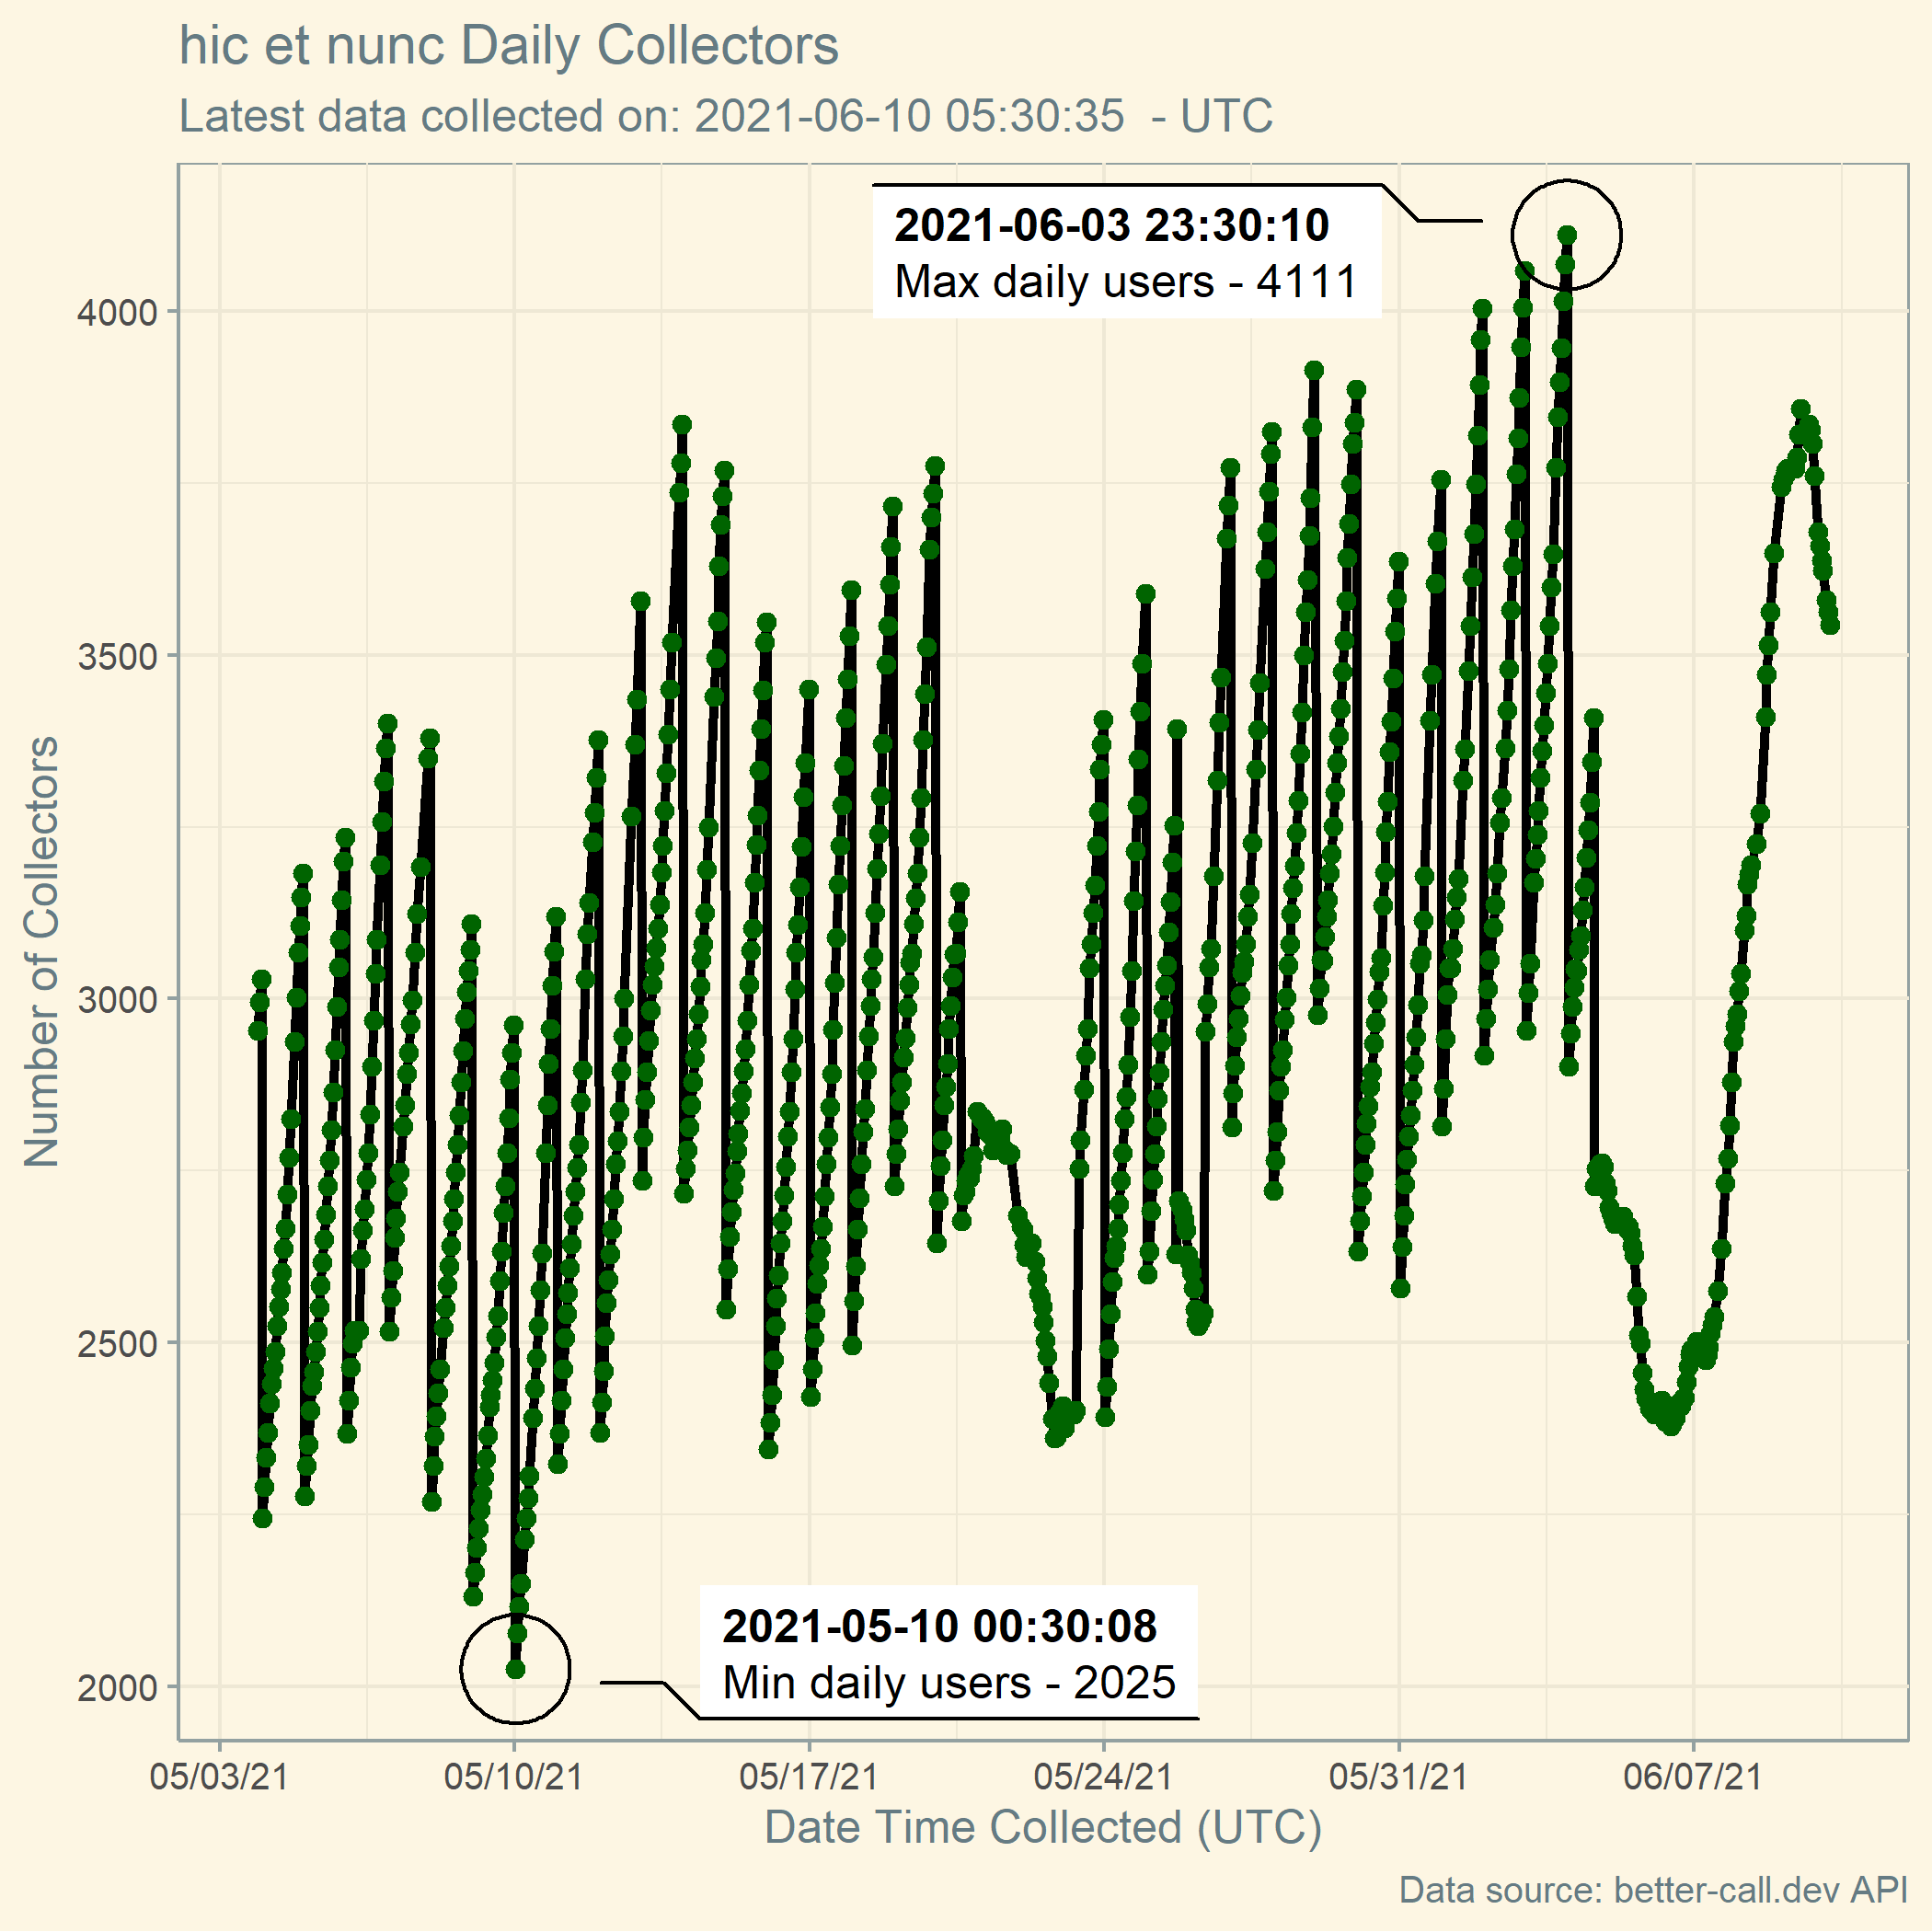 hic et nunc Daily Collectors
Latest data collected on: 2021-06-10 05:30:35  - UTC
2021-06-03 23:30:10
Max daily users - 4111
4000
3500
3000
2500
2000
Number of Collectors
2021-05-10 00:30:08
Min daily users - 2025
05/03/21
05/10/21
05/17/21
05/24/21
05/31/21
06/07/21
Date Time Collected (UTC)
Data source: better-call.dev API